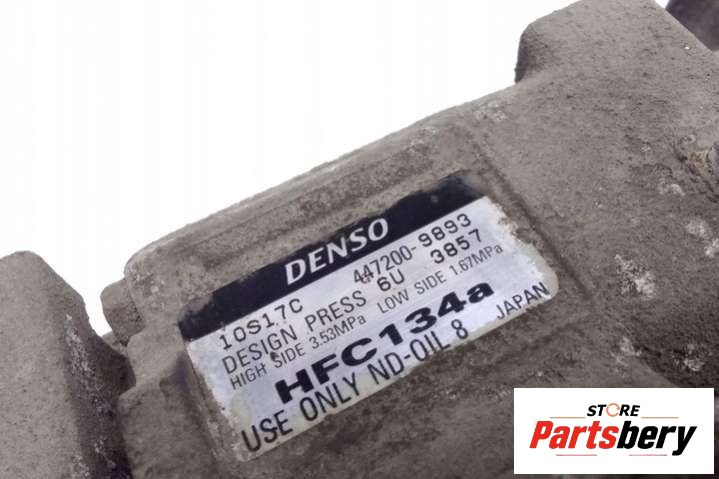 DENSO
10S17C 447200-9893
DESIGN PRESS 6U 3857
HIGH SIDE 3.53MPa LOW SIDE 1.67MPa
HFC134a
USE ONLY ND-OIL 8 JAPAN
STORE
Partsbery